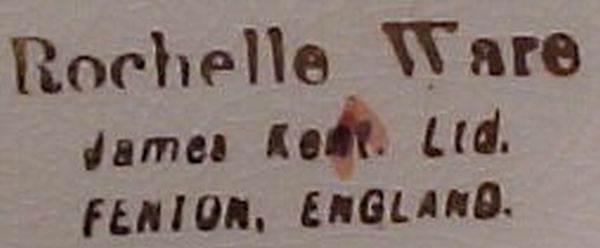 Rochelle Ware
James Kent. Ltd.
FENTON, ENGLAND.